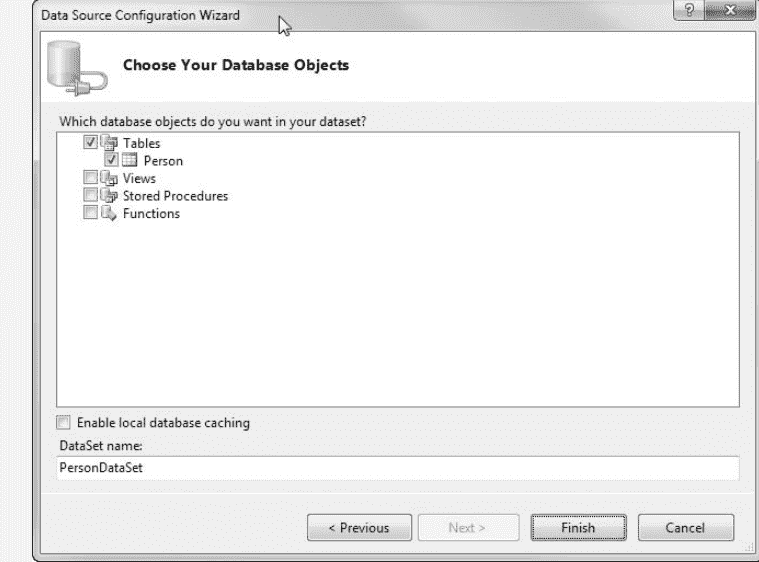 Data Source Configuration Wizard
?
Choose Your Database Objects
Which database objects do you want in your dataset?
Tables
Person
Views
Stored Procedures
Functions
Enable local database caching
DataSet name:
PersonDataSet
< Previous
Next >
Finish
Cancel